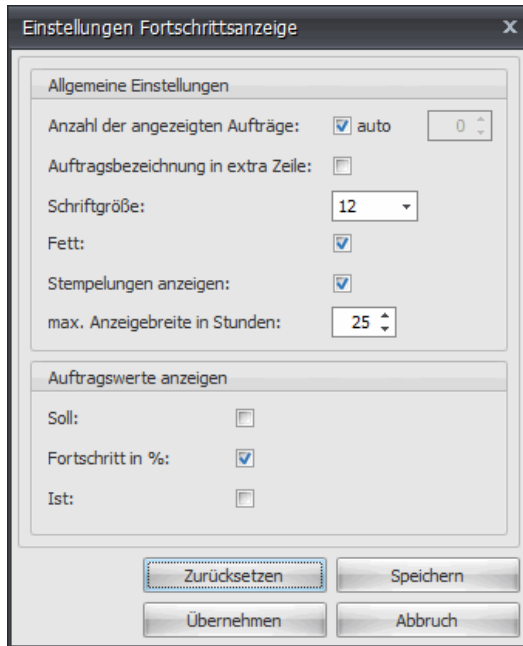 Einstellungen Fortschrittsanzeige x
Allgemeine Einstellungen
Anzahl der angezeigten Aufträge: auto 0
Auftragsbezeichnung in extra Zeile:
Schriftgröße: 12
Fett:
Stempelungen anzeigen:
max. Anzeigebreite in Stunden: 25
Auftragswerte anzeigen
Soll:
Fortschritt in %:
Ist:
Zurücksetzen Speichern
Übernehmen Abbruch